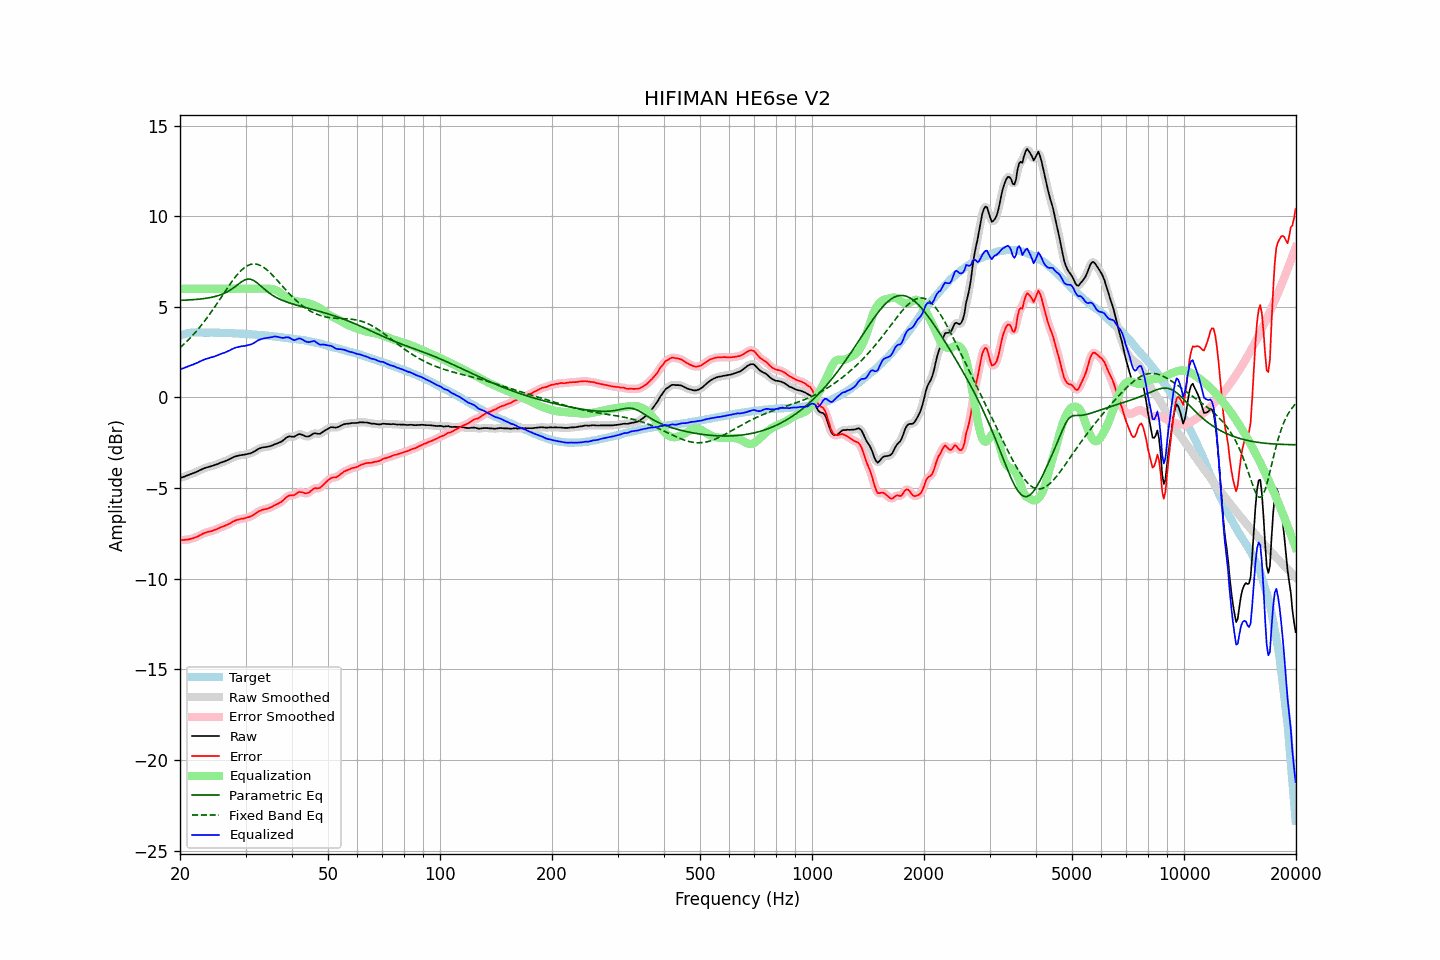 HIFIMAN HE6se V2
Amplitude (dBr)
15
10
5
0
−5
−10
−15
−20
−25
Target
Raw Smoothed
Error Smoothed
Raw
Error
Equalization
Parametric Eq
Fixed Band Eq
Equalized
20 50 100 200 500 1000 2000 5000 10000 20000
Frequency (Hz)